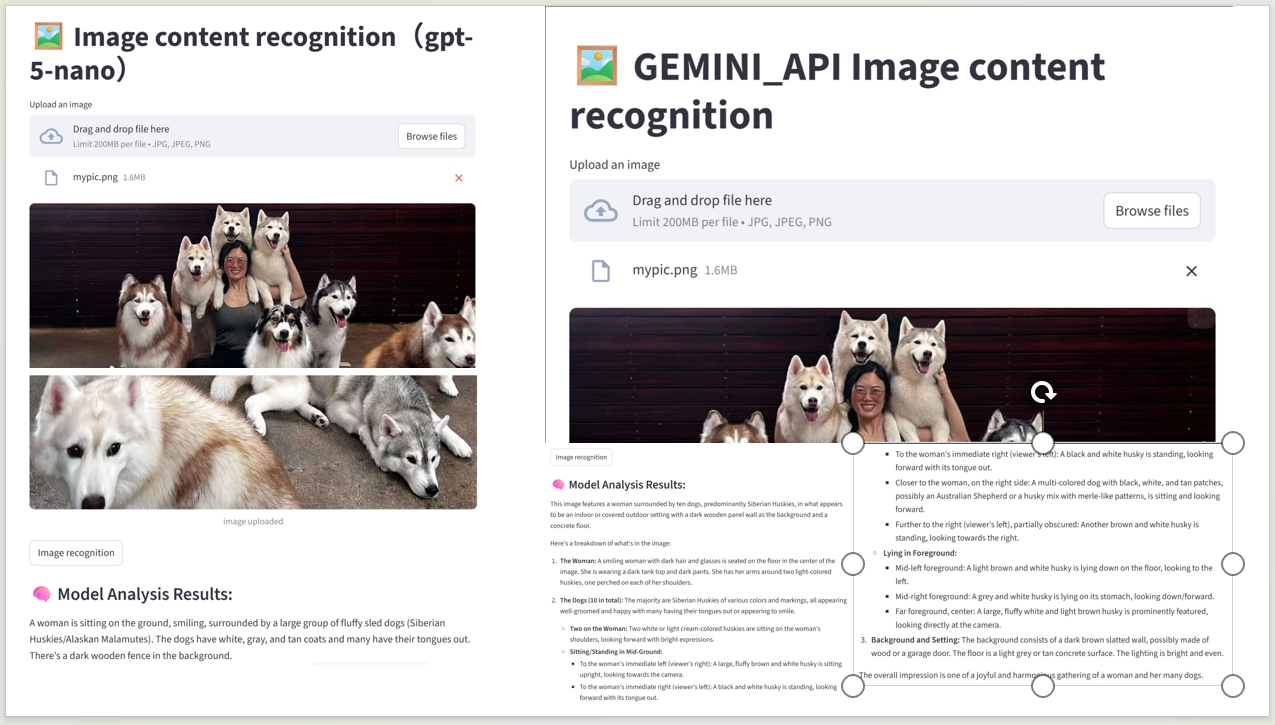 Image content recognition（gpt-
5-nano）
Upload an image
Drag and drop file here
Limit 200MB per file • JPG, JPEG, PNG
Browse files
mypic.png 1.6MB
image uploaded
Image recognition
Model Analysis Results:
A woman is sitting on the ground, smiling, surrounded by a large group of fluffy sled dogs (Siberian
Huskies/Alaskan Malamutes). The dogs have white, gray, and tan coats and many have their tongues out.
There's a dark wooden fence in the background.
GEMINI_API Image content
recognition
Upload an image
Drag and drop file here
Limit 200MB per file • JPG, JPEG, PNG
Browse files
mypic.png 1.6MB
Image recognition
Model Analysis Results:
This image features a woman surrounded by ten dogs, predominantly Siberian Huskies, in what appears
to be an indoor or covered outdoor setting with a dark wooden panel wall as the background and a
concrete floor.
Here's a breakdown of what's in the image:
1. The Woman: A smiling woman with dark hair and glasses is seated on the floor in the center of the
image. She is wearing a dark tank top and dark pants. She has her arms around two light-colored
huskies, one perched on each of her shoulders.
2. The Dogs (10 in total): The majority are Siberian Huskies of various colors and markings, all appearing
well-groomed and happy with many having their tongues out or appearing to smile.
Two on the Woman: Two white or light cream-colored huskies are sitting on the woman's
shoulders, looking forward with bright expressions.
Sitting/Standing in Mid-Ground:
To the woman's immediate left (viewer's right): A large, fluffy brown and white husky is sitting
upright, looking towards the camera.
To the woman's immediate right (viewer's left): A black and white husky is standing, looking
forward with its tongue out.
To the woman's immediate right (viewer's left): A black and white husky is standing, looking
forward with its tongue out.
Closer to the woman, on the right side: A multi-colored dog with black, white, and tan patches,
possibly an Australian Shepherd or a husky mix with merle-like patterns, is sitting and looking
forward.
Further to the right (viewer's left), partially obscured: Another brown and white husky is
standing, looking towards the right.
Lying in Foreground:
Mid-left foreground: A light brown and white husky is lying down on the floor, looking to the
left.
Mid-right foreground: A grey and white husky is lying on its stomach, looking down/forward.
Far foreground, center: A large, fluffy white and light brown husky is prominently featured,
looking directly at the camera.
3. Background and Setting: The background consists of a dark brown slatted wall, possibly made of
wood or a garage door. The floor is a light grey or tan concrete surface. The lighting is bright and even.
The overall impression is one of a joyful and harmonious gathering of a woman and her many dogs.